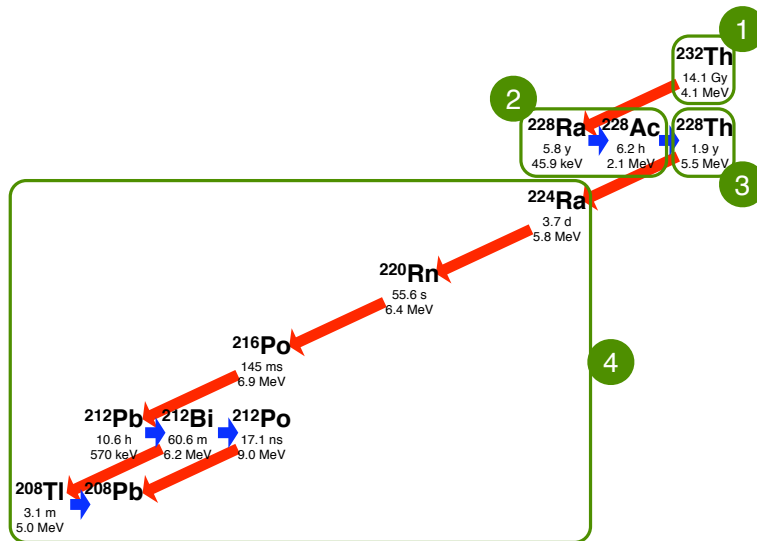 1
232Th
14.1 Gy
4.1 MeV
2
228Ra 228Ac 228Th
5.8 y 6.2 h 1.9 y
45.9 keV 2.1 MeV 5.5 MeV
3
224Ra
3.7 d
5.8 MeV
220Rn
55.6 s
6.4 MeV
216Po
145 ms
6.9 MeV
4
212Pb 212Bi 212Po
10.6 h 60.6 m 17.1 ns
570 keV 6.2 MeV 9.0 MeV
208Tl 208Pb
3.1 m
5.0 MeV